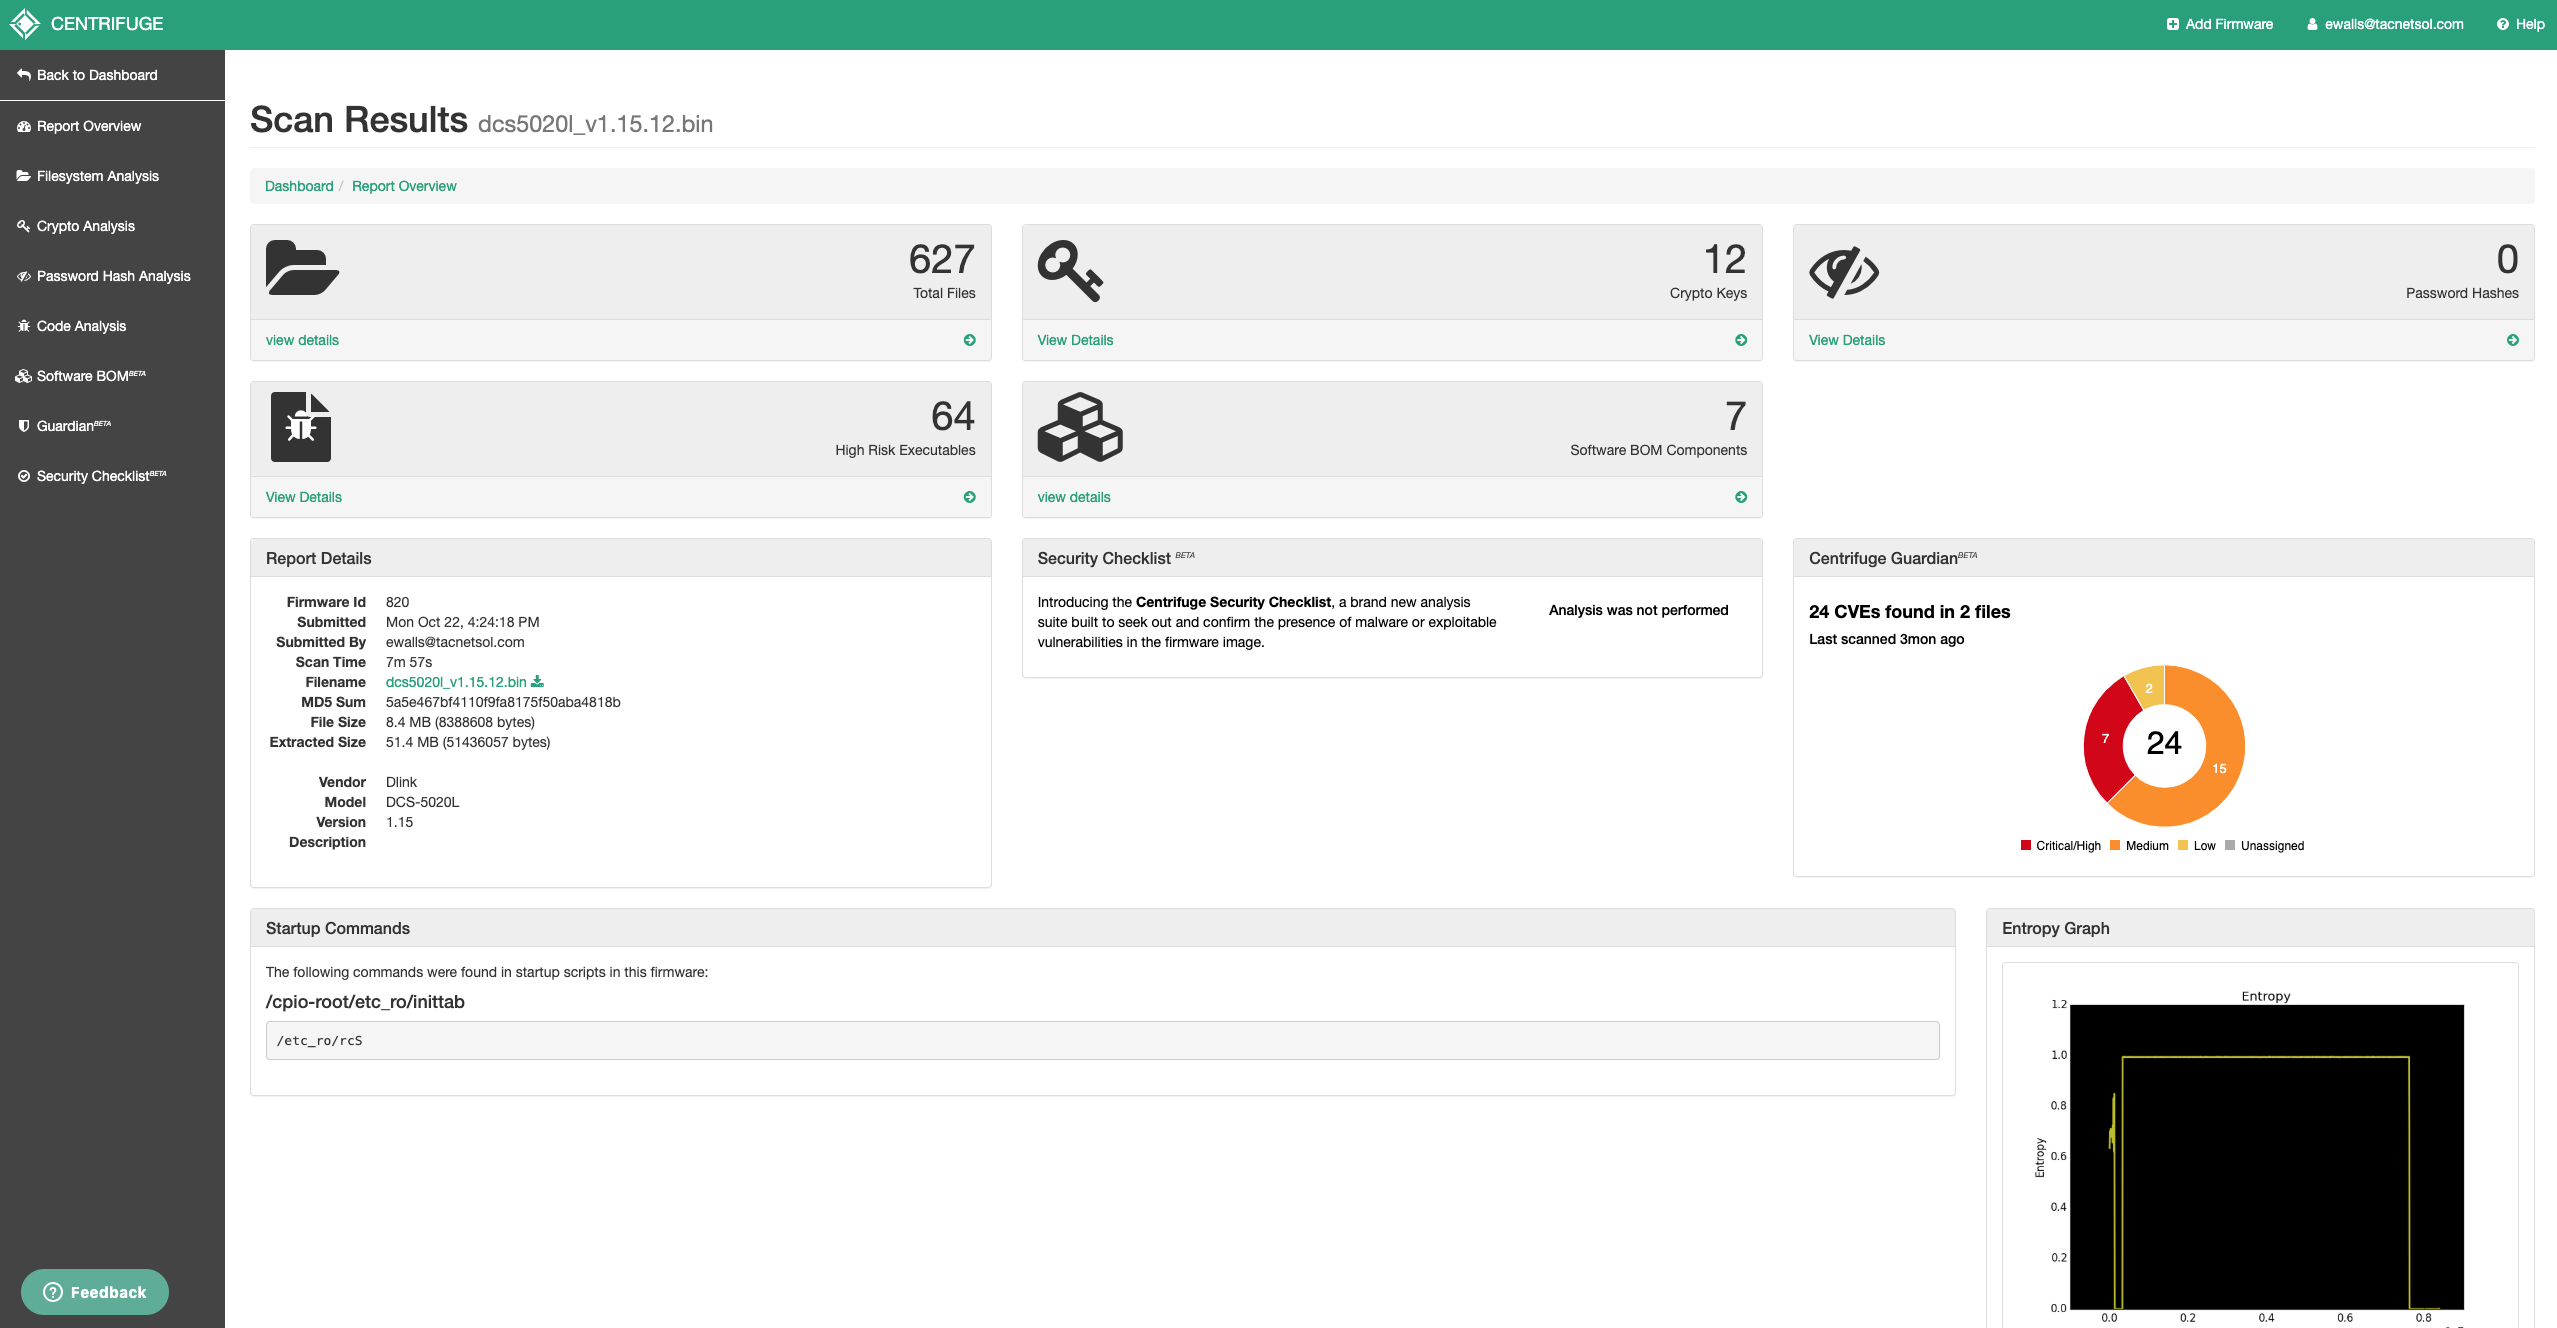 CENTRIFUGE
Add Firmware
ewalls@tacnetsol.com
Help
Back to Dashboard
Report Overview
Filesystem Analysis
Crypto Analysis
Password Hash Analysis
Code Analysis
Software BOMBETA
GuardianBETA
Security ChecklistBETA
Feedback
Scan Results dcs5020l_v1.15.12.bin
Dashboard / Report Overview
627
Total Files
view details
12
Crypto Keys
View Details
0
Password Hashes
View Details
64
High Risk Executables
View Details
7
Software BOM Components
view details
Report Details
Firmware Id 820
Submitted Mon Oct 22, 4:24:18 PM
Submitted By ewalls@tacnetsol.com
Scan Time 7m 57s
Filename dcs5020l_v1.15.12.bin
MD5 Sum 5a5e467bf4110f9fa8175f50aba4818b
File Size 8.4 MB (8388608 bytes)
Extracted Size 51.4 MB (51436057 bytes)
Vendor Dlink
Model DCS-5020L
Version 1.15
Description
Security Checklist BETA
Introducing the Centrifuge Security Checklist, a brand new analysis
suite built to seek out and confirm the presence of malware or exploitable
vulnerabilities in the firmware image.
Analysis was not performed
Centrifuge GuardianBETA
24 CVEs found in 2 files
Last scanned 3mon ago
2
7
24
15
Critical/High Medium Low Unassigned
Startup Commands
The following commands were found in startup scripts in this firmware:
/cpio-root/etc_ro/inittab
/etc_ro/rcS
Entropy Graph
Entropy
1.2
1.0
0.8
0.6
0.4
0.2
0.0
Entropy
0.0 0.2 0.4 0.6 0.8